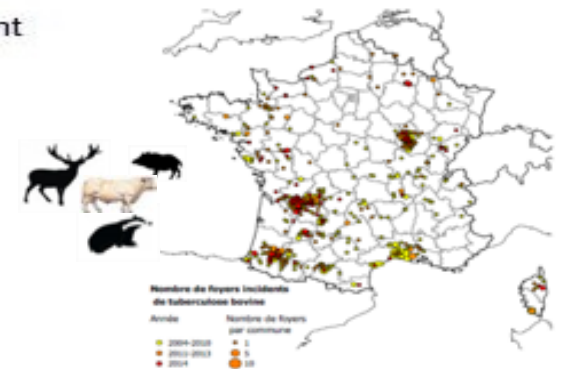 nt
Nombre de foyers incidents
de tuberculose bovine
Année
Nombre de foyers
par commune
2004-2010
1
2011-2013
5
2014
10